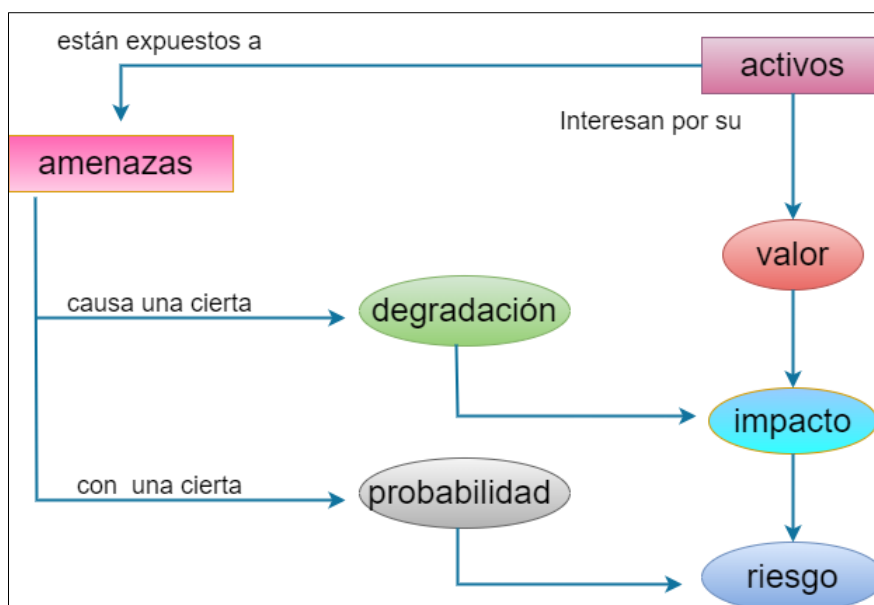 están expuestos a
activos
Interesan por su
amenazas
valor
causa una cierta
degradación
impacto
con una cierta
probabilidad
riesgo